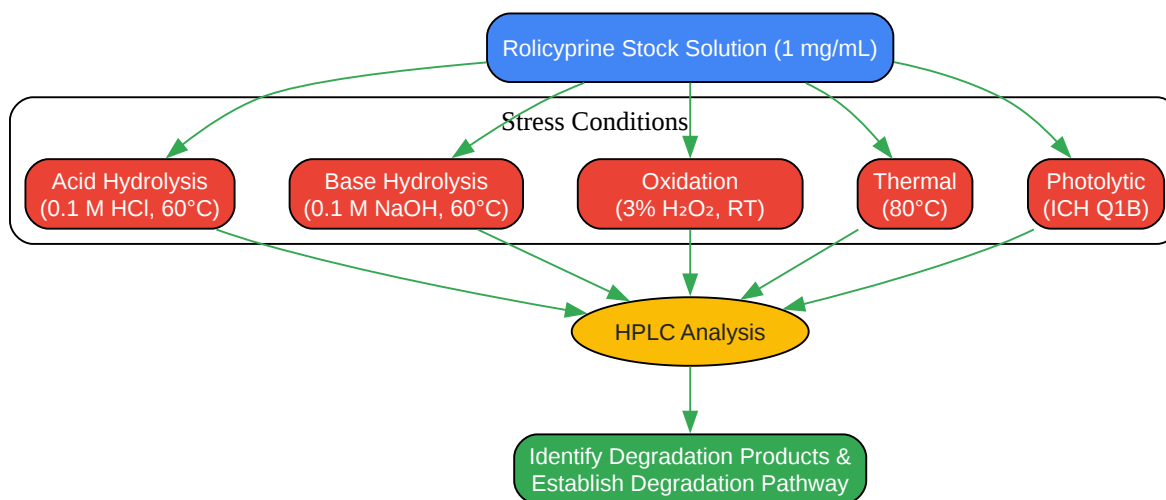 Rolicyprine Stock Solution (1 mg/mL)
Stress Conditions
Acid Hydrolysis
(0.1 M HCl, 60°C)
Base Hydrolysis
(0.1 M NaOH, 60°C)
Oxidation
(3% H₂O₂, RT)
Thermal
(80°C)
Photolytic
(ICH Q1B)
HPLC Analysis
Identify Degradation Products &
Establish Degradation Pathway